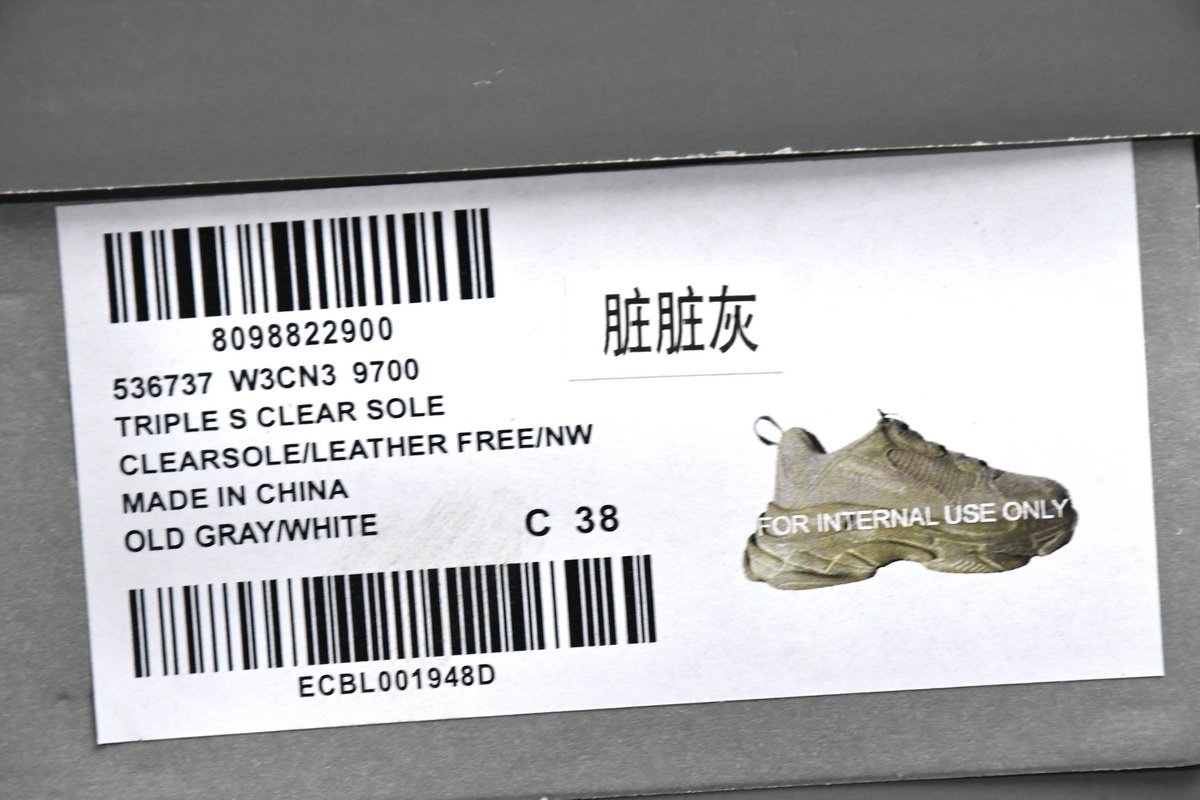 8098822900
536737 W3CN3 9700
TRIPLE S CLEAR SOLE
CLEARSOLE/LEATHER FREE/NW
MADE IN CHINA
OLD GRAY/WHITE
C 38
ECBL001948D
脏脏灰
FOR INTERNAL USE ONLY